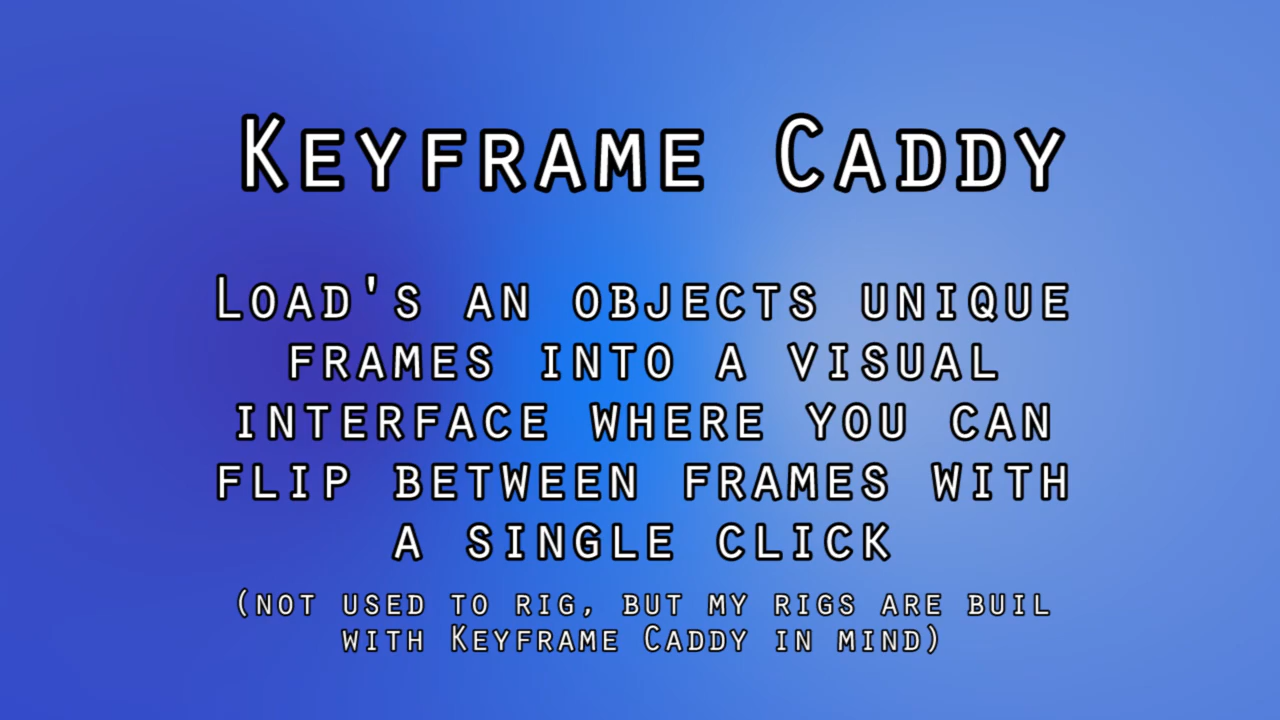 Keyframe Caddy
Load's an objects unique
frames into a visual
interface where you can
flip between frames with
a single click
(not used to rig, but my rigs are buil
with Keyframe Caddy in mind)